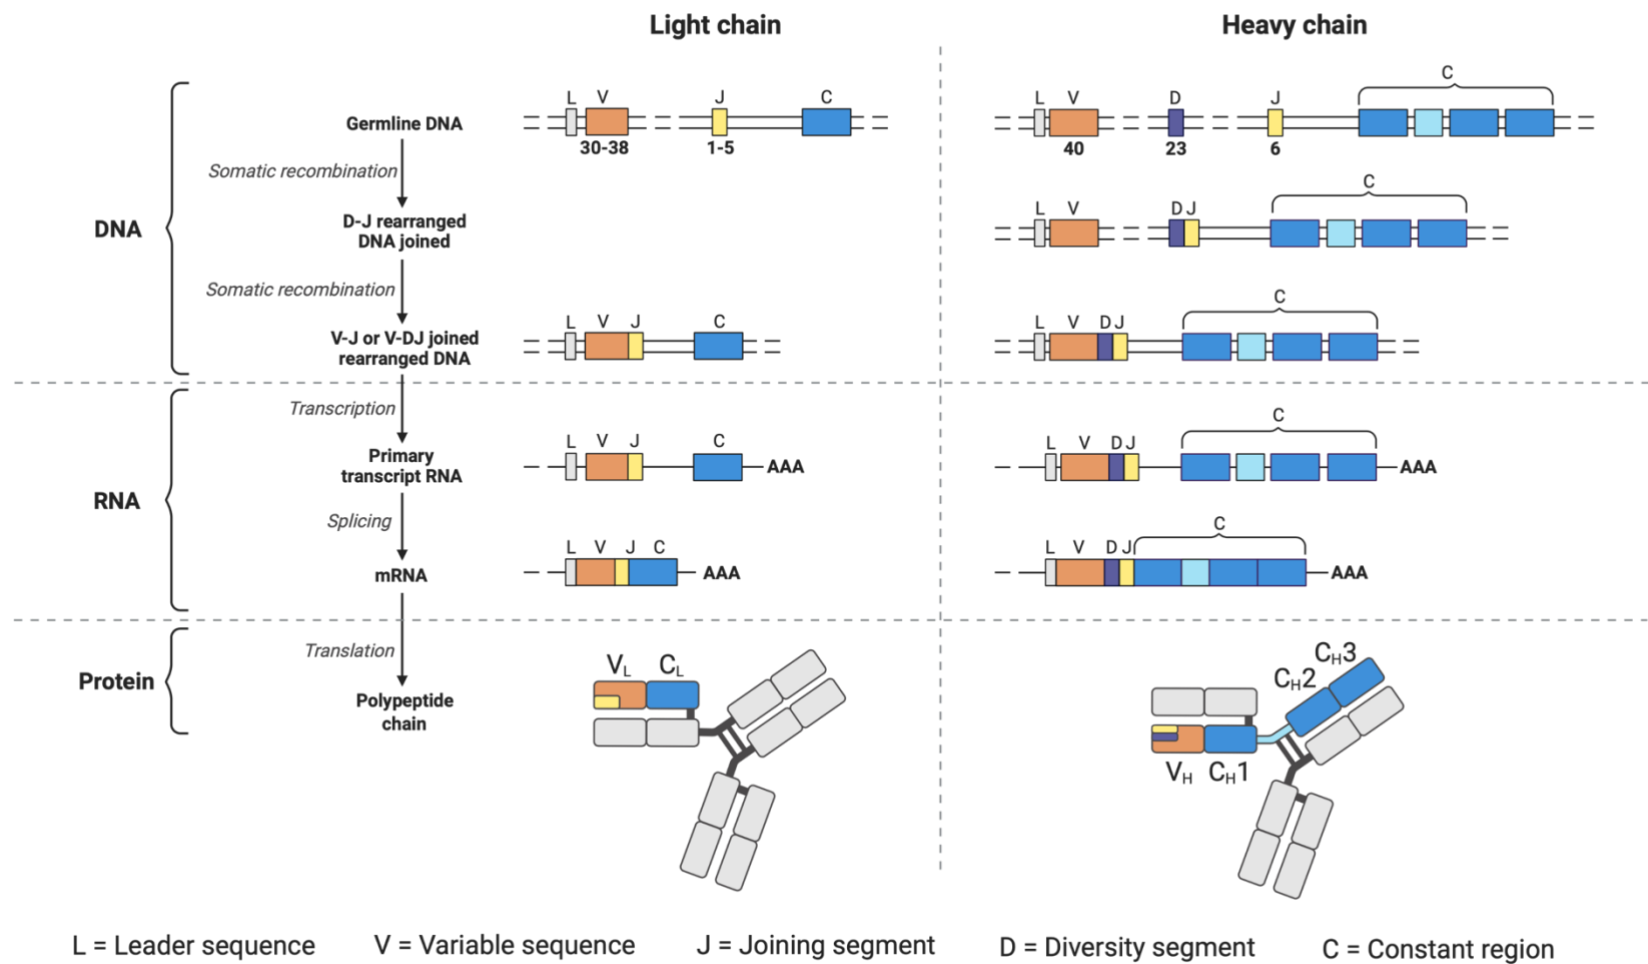 Light chain
Heavy chain
DNA
Germline DNA
L V J C
30-38 1-5
C
L V D J
40 23 6
Somatic recombination
D-J rearranged
DNA joined
C
L V D J
Somatic recombination
V-J or V-DJ joined
rearranged DNA
L V J C
C
L V D J
RNA
Transcription
Primary
transcript RNA
L V J C
AAA
C
L V D J
AAA
Splicing
mRNA
L V J C
AAA
C
L V D J
AAA
Protein
Translation
Polypeptide
chain
VL CL
CH3
CH2
VH CH1
L = Leader sequence
V = Variable sequence
J = Joining segment
D = Diversity segment
C = Constant region